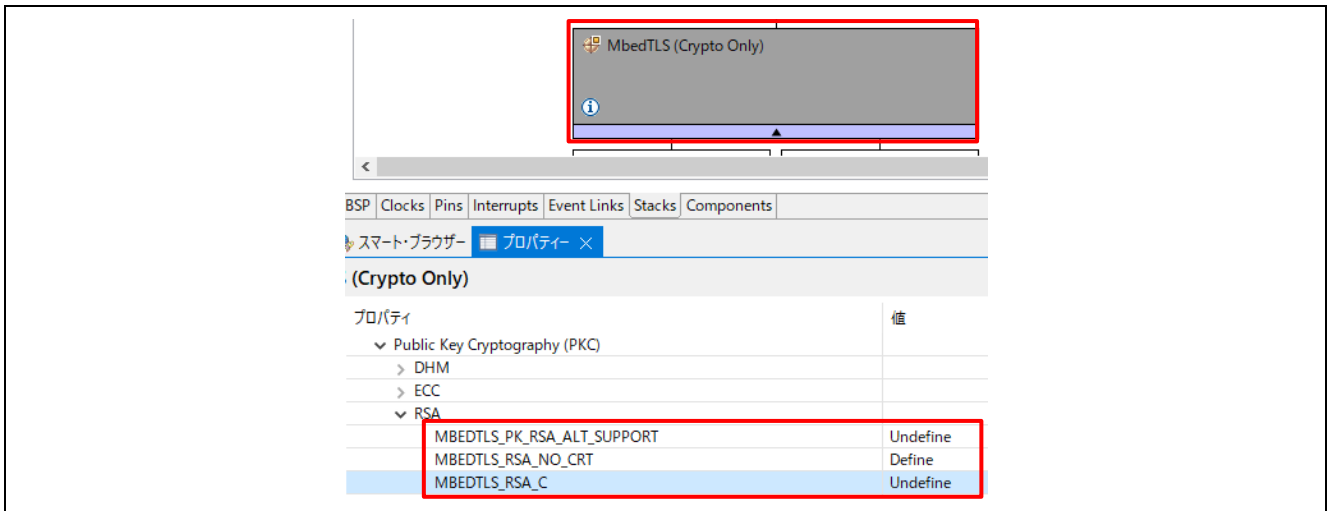 MbedTLS (Crypto Only)
BSP Clocks Pins Interrupts Event Links Stacks Components
スマート・ブラウザー プロパティー
(Crypto Only)
プロパティ 値
Public Key Cryptography (PKC)
DHM
ECC
RSA
MBEDTLS_PK_RSA_ALT_SUPPORT Undefine
MBEDTLS_RSA_NO_CRT Define
MBEDTLS_RSA_C Undefine